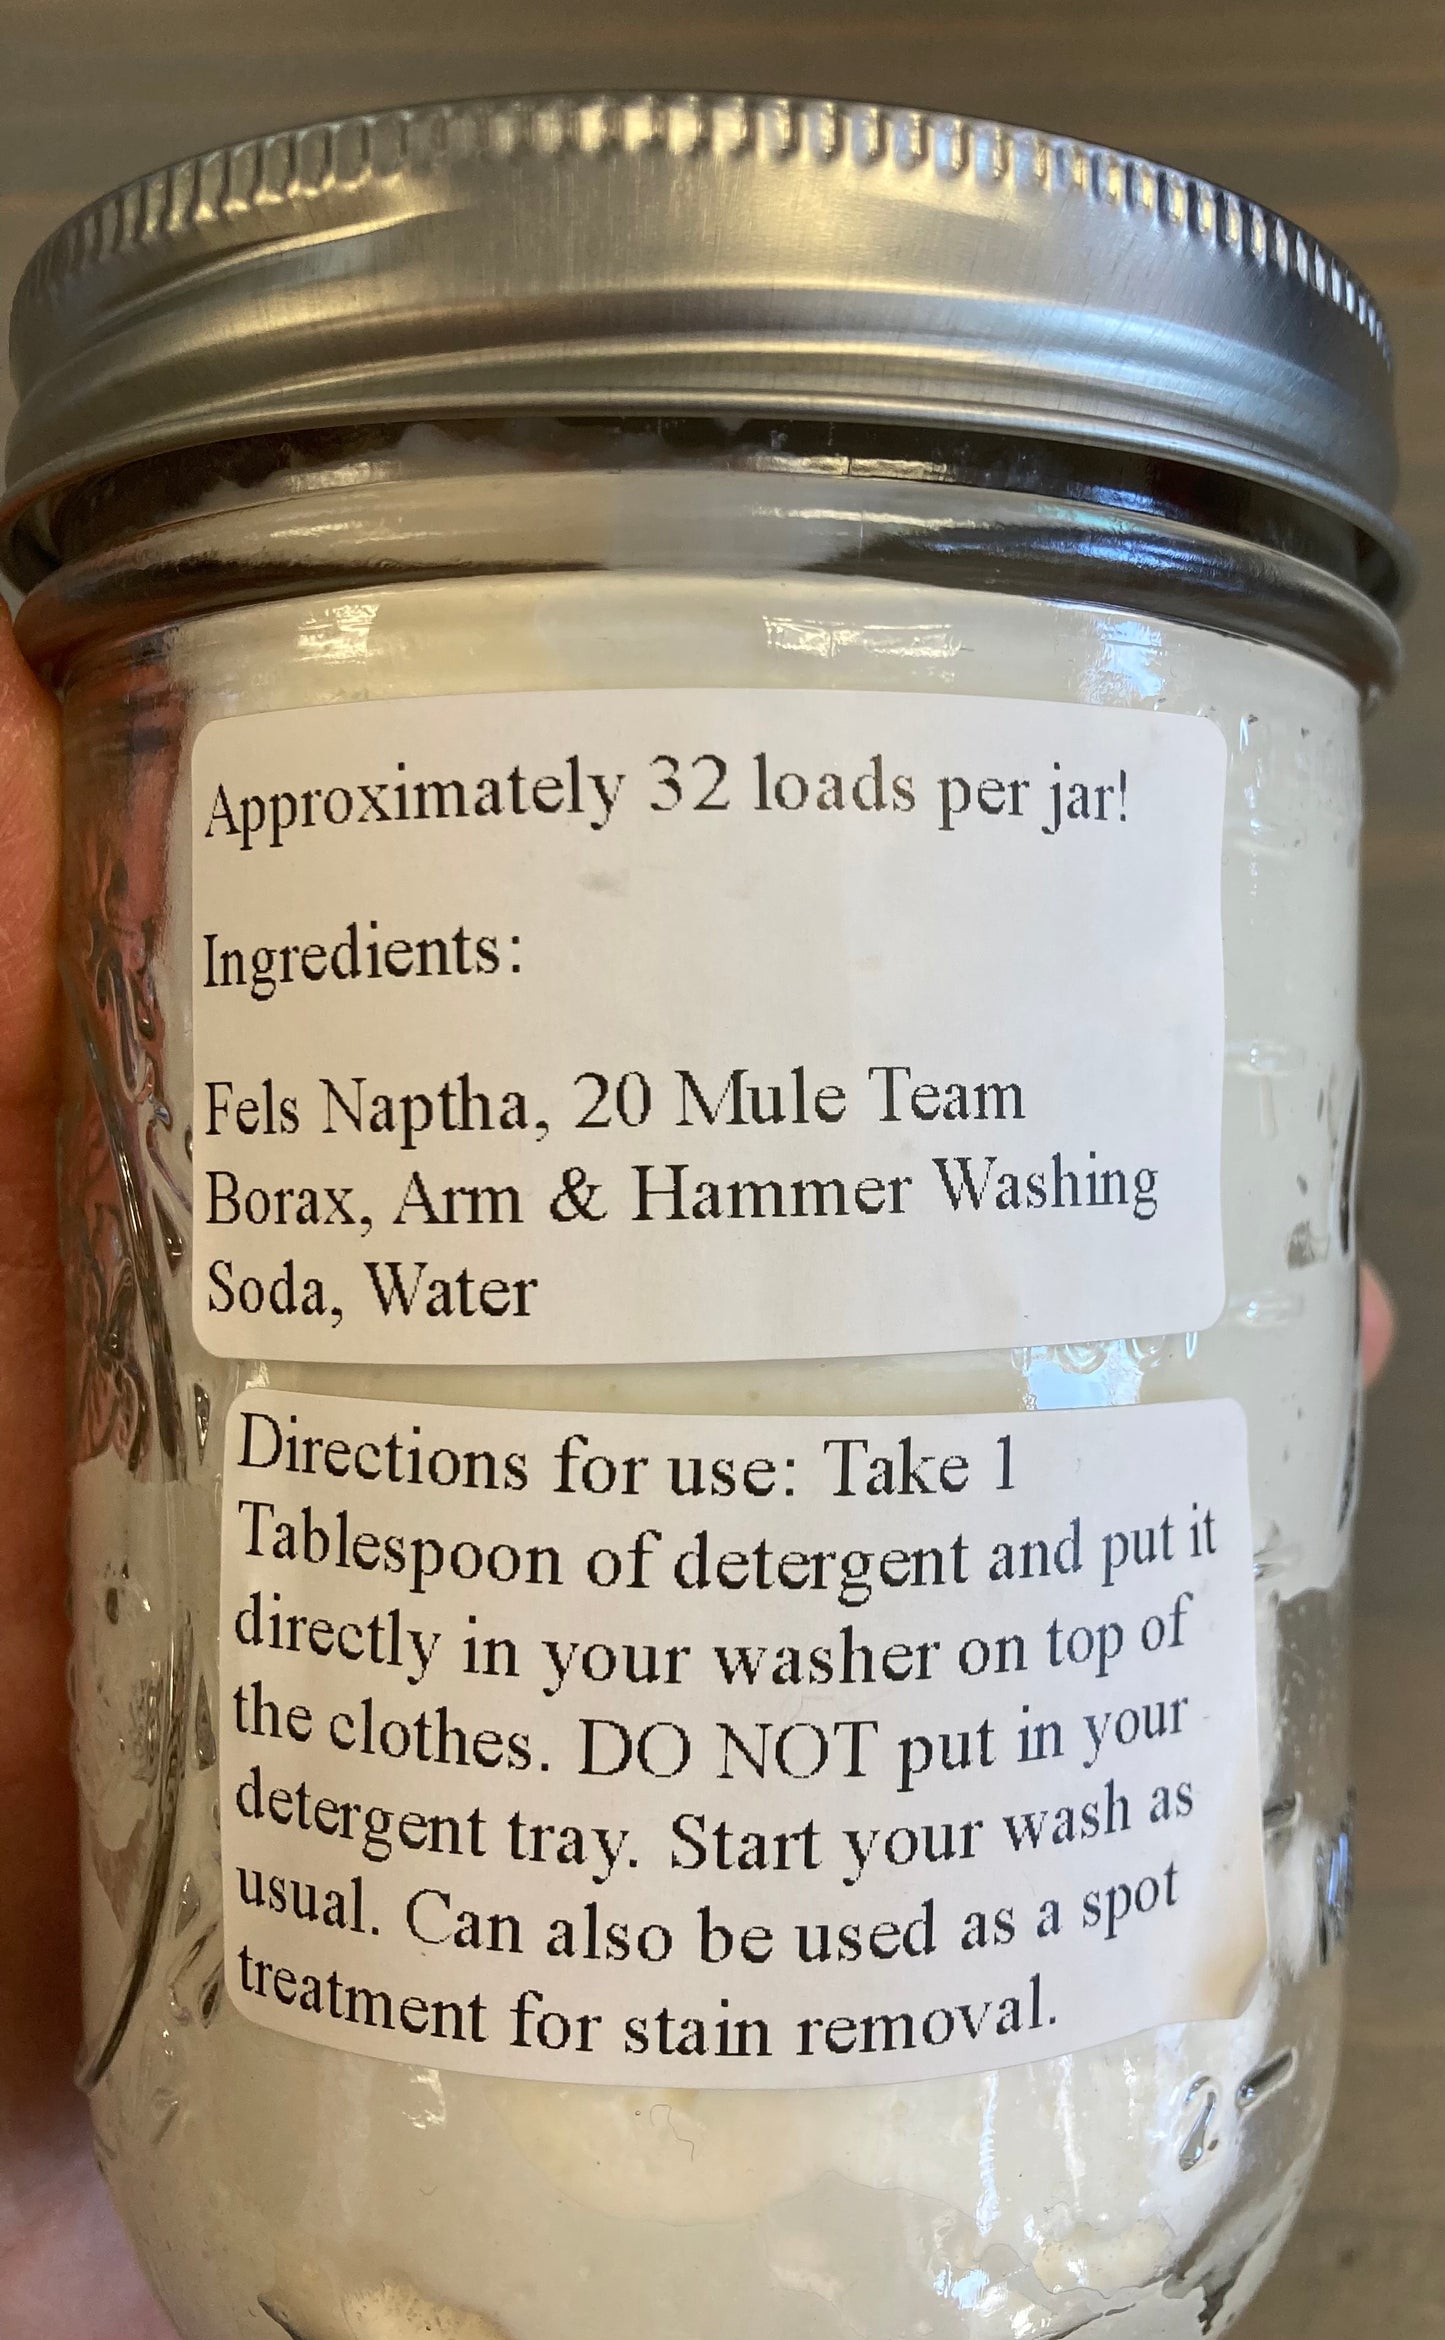 Approximately 32 loads per jar!
Ingredients:
Fels Naptha, 20 Mule Team
Borax, Arm & Hammer Washing
Soda, Water
Directions for use: Take 1
Tablespoon of detergent and put it
directly in your washer on top of
the clothes. DO NOT put in your
detergent tray. Start your wash as
usual. Can also be used as a spot
treatment for stain removal.